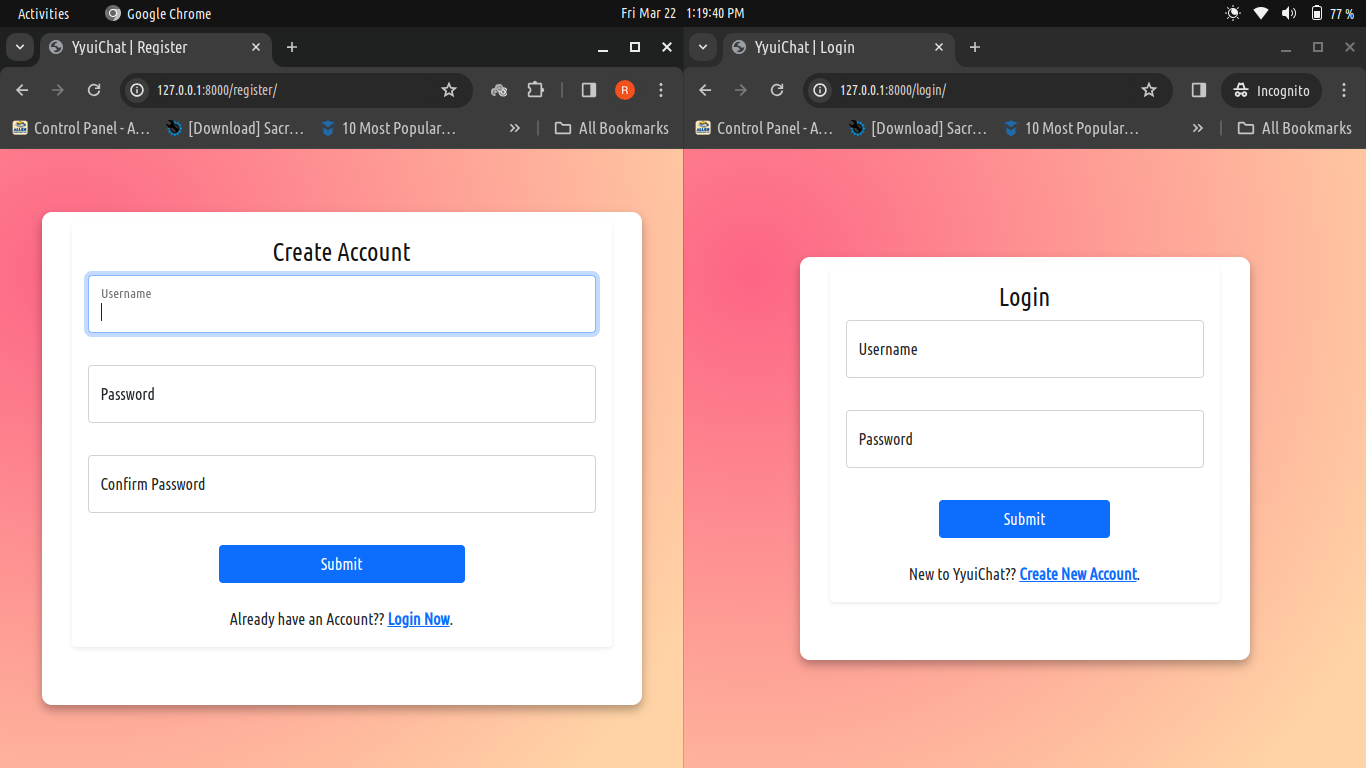 Activities Google Chrome Fri Mar 22 1:19:40 PM 77 %
YyuiChat | Register
127.0.0.1:8000/register/ R
Control Panel - A... [Download] Sacr... 10 Most Popular... » All Bookmarks
Create Account
Username
Password
Confirm Password
Submit
Already have an Account?? Login Now.
YyuiChat | Login
127.0.0.1:8000/login/ Incognito
Control Panel - A... [Download] Sacr... 10 Most Popular... » All Bookmarks
Login
Username
Password
Submit
New to YyuiChat?? Create New Account.